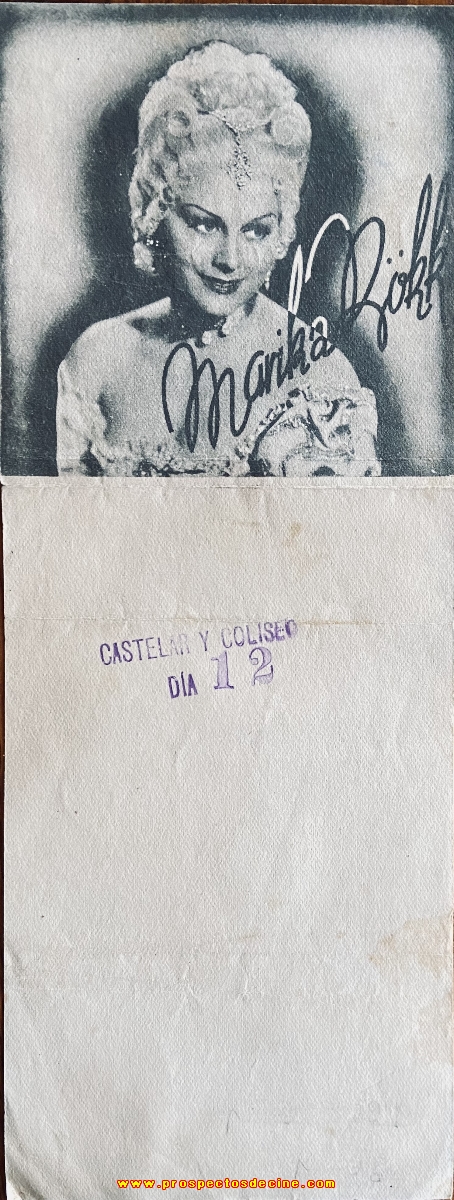 Marika Rökk
CASTELAR Y COLISEO
DÍA 12
www.prospectosdecine.com